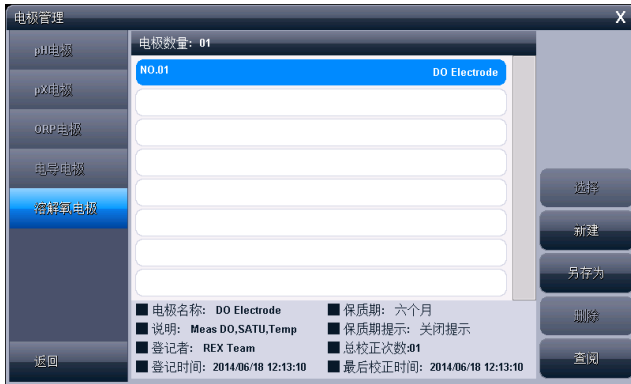 电极管理
X
pH电极
pX电极
ORP电极
电导电极
溶解氧电极
返回
电极数量: 01
NO.01 DO Electrode
电极名称: DO Electrode
说明: Meas DO,SATU,Temp
登记者: REX Team
登记时间: 2014/06/18 12:13:10
保质期: 六个月
保质期提示: 关闭提示
总校正次数:01
最后校正时间: 2014/06/18 12:13:10
选择
新建
另存为
删除
查阅